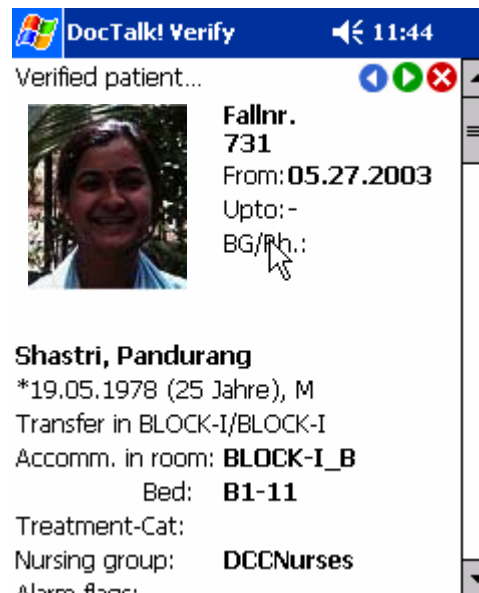 DocTalk! Verify 11:44
Verified patient...
Fallnr.
731
From: 05.27.2003
Upto:-
BG/Rh.:
Shastri, Pandurang
*19.05.1978 (25 Jahre), M
Transfer in BLOCK-I/BLOCK-I
Accomm. in room: BLOCK-I_B
Bed: B1-11
Treatment-Cat:
Nursing group: DCCNurses
Alarm flags: